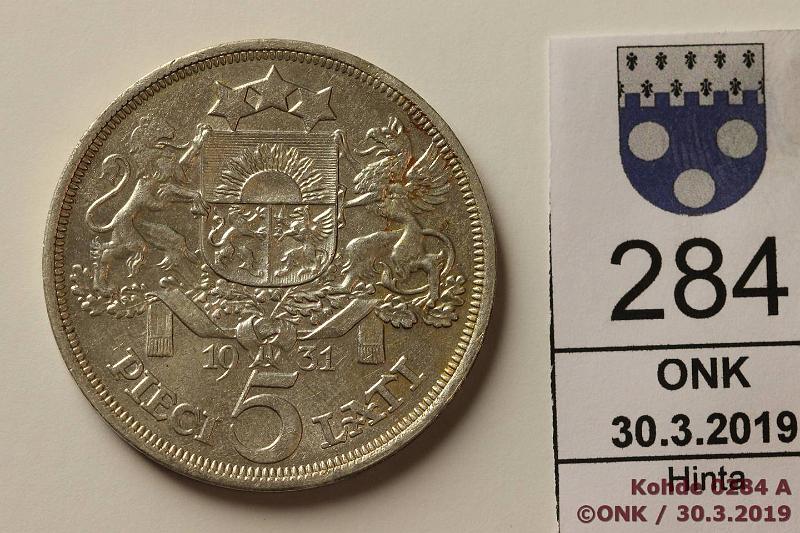 19 31
PIECI 5 LATI
284
ONK
30.3.2019
Hinta
Kohde 0284 A
©ONK / 30.3.2019